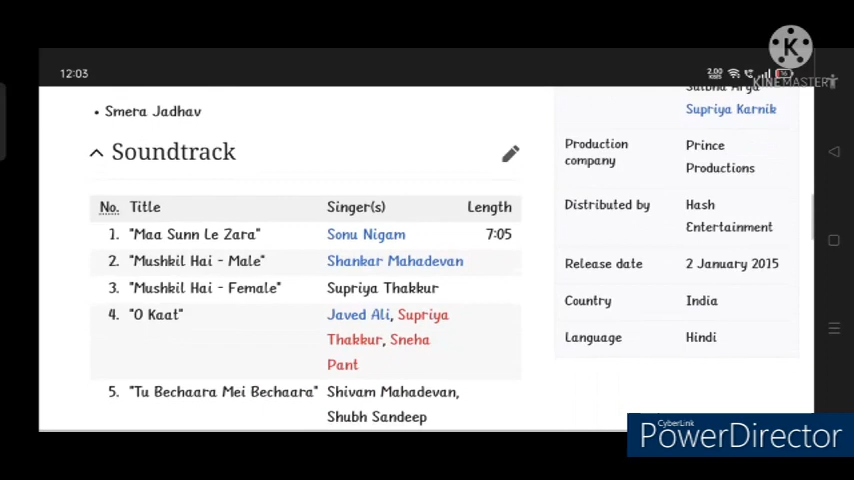 12:03
2.00
K
KINEMASTER
• Smera Jadhav
Soundtrack
No. Title Singer(s) Length
1. "Maa Sunn Le Zara" Sonu Nigam 7:05
2. "Mushkil Hai - Male" Shankar Mahadevan
3. "Mushkil Hai - Female" Supriya Thakkur
4. "O Kaat" Javed Ali, Supriya
Thakkur, Sneha
Pant
5. "Tu Bechaara Mei Bechaara" Shivam Mahadevan,
Shubh Sandeep
Supriya Karnik
Production
company
Prince
Productions
Distributed by
Hash
Entertainment
Release date 2 January 2015
Country India
Language Hindi
CyberLink
PowerDirector